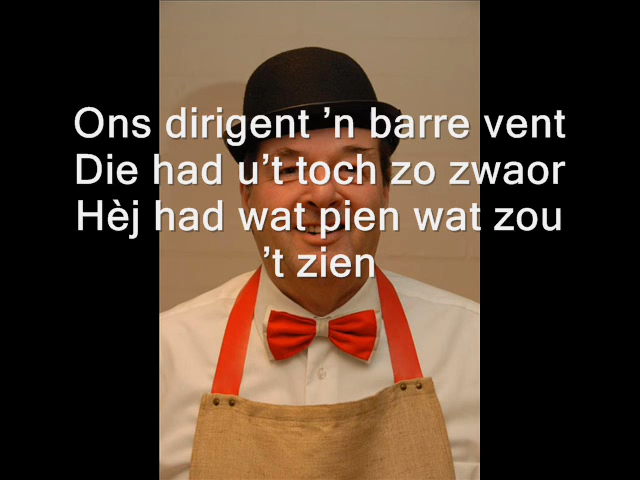 Ons dirigent ’n barre vent
Die had u’t toch zo zwaor
Hèj had wat pien wat zou
’t zien